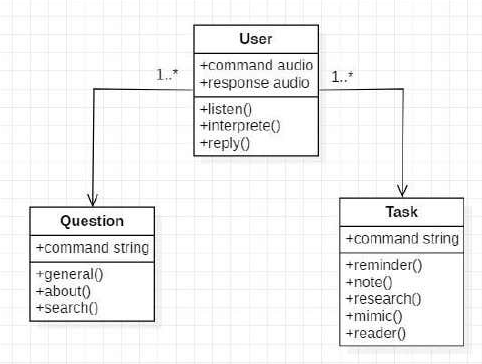 User
+command audio
+response audio
1..*
1..*
+listen()
+interprete()
+reply()
Question
+command string
+general()
+about()
+search()
Task
+command string
+reminder()
+note()
+research()
+mimic()
+reader()